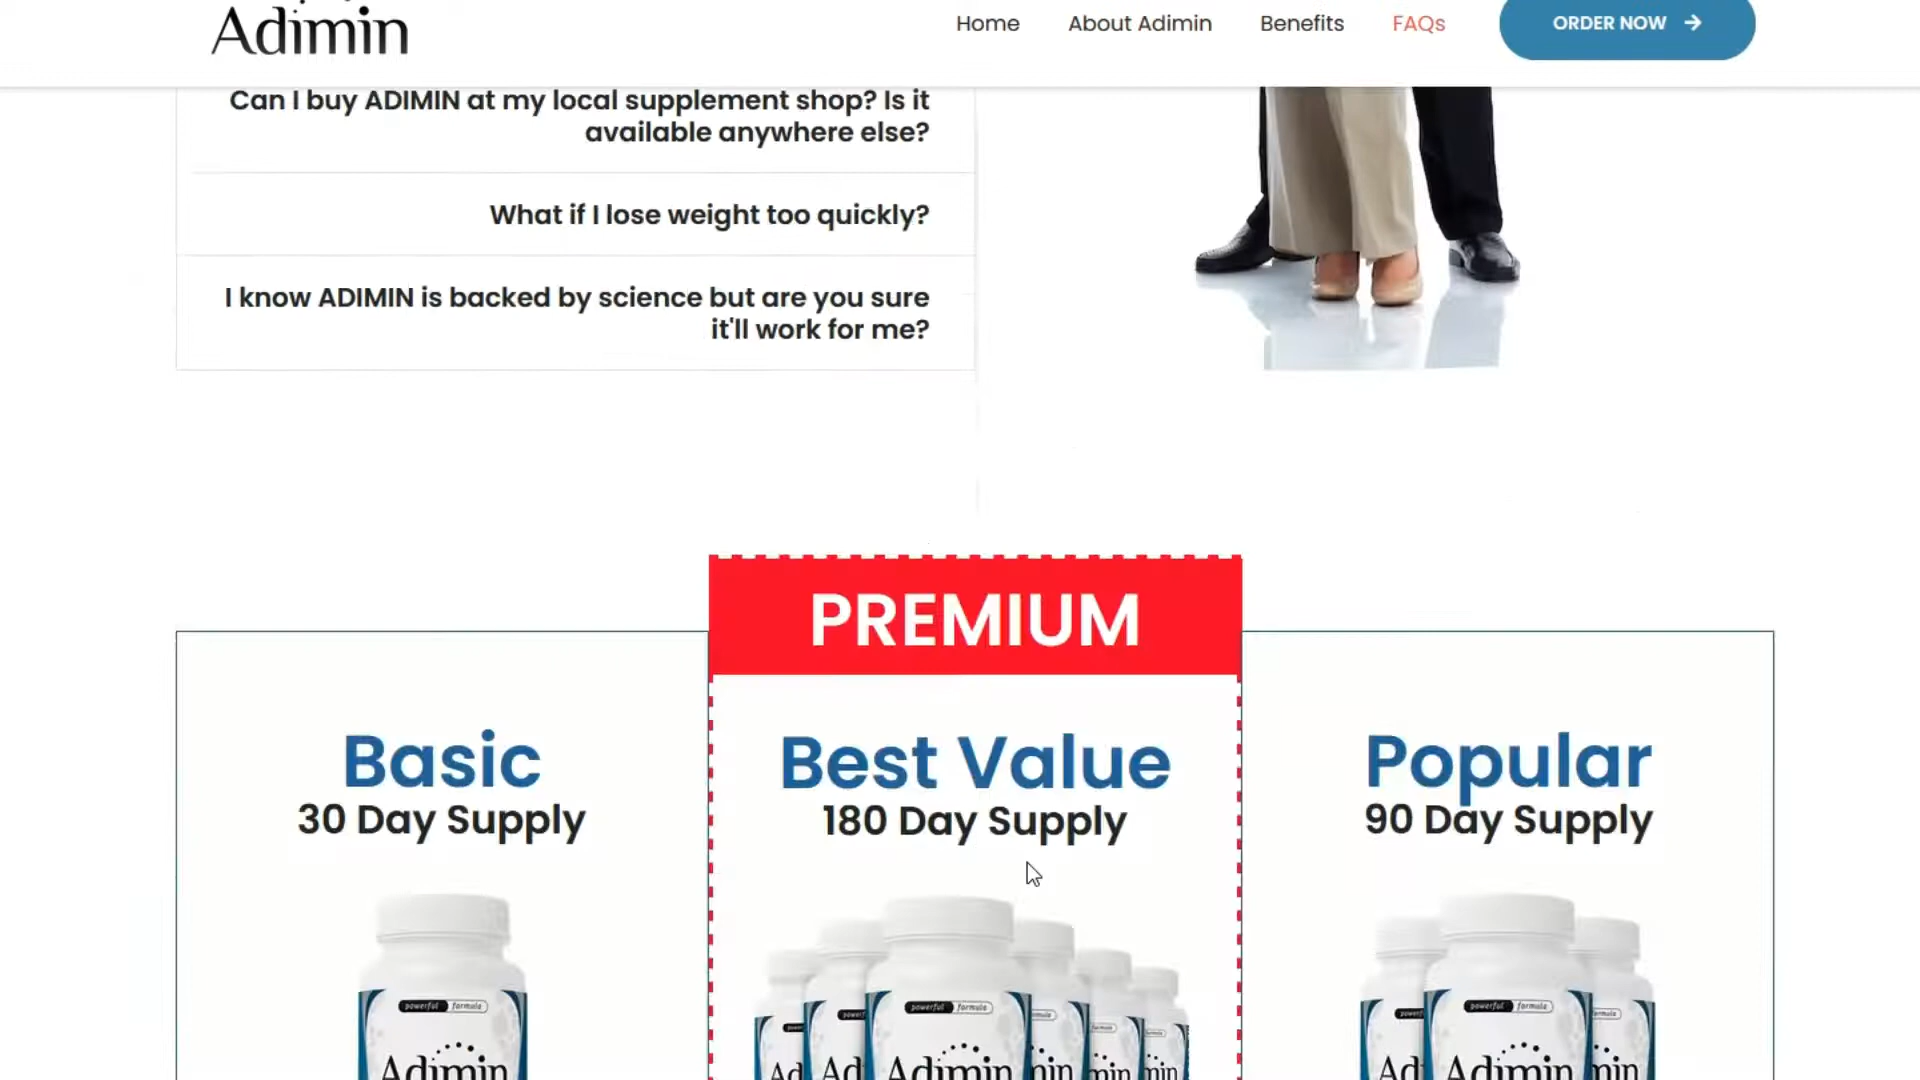 Adimin
Home
About Adimin
Benefits
FAQs
ORDER NOW
Can I buy ADIMIN at my local supplement shop? Is it
available anywhere else?
What if I lose weight too quickly?
I know ADIMIN is backed by science but are you sure
it'll work for me?
PREMIUM
Basic
30 Day Supply
Best Value
180 Day Supply
Popular
90 Day Supply
powerful formula
Adimin
powerful formula
Adimin
powerful formula
Adimin